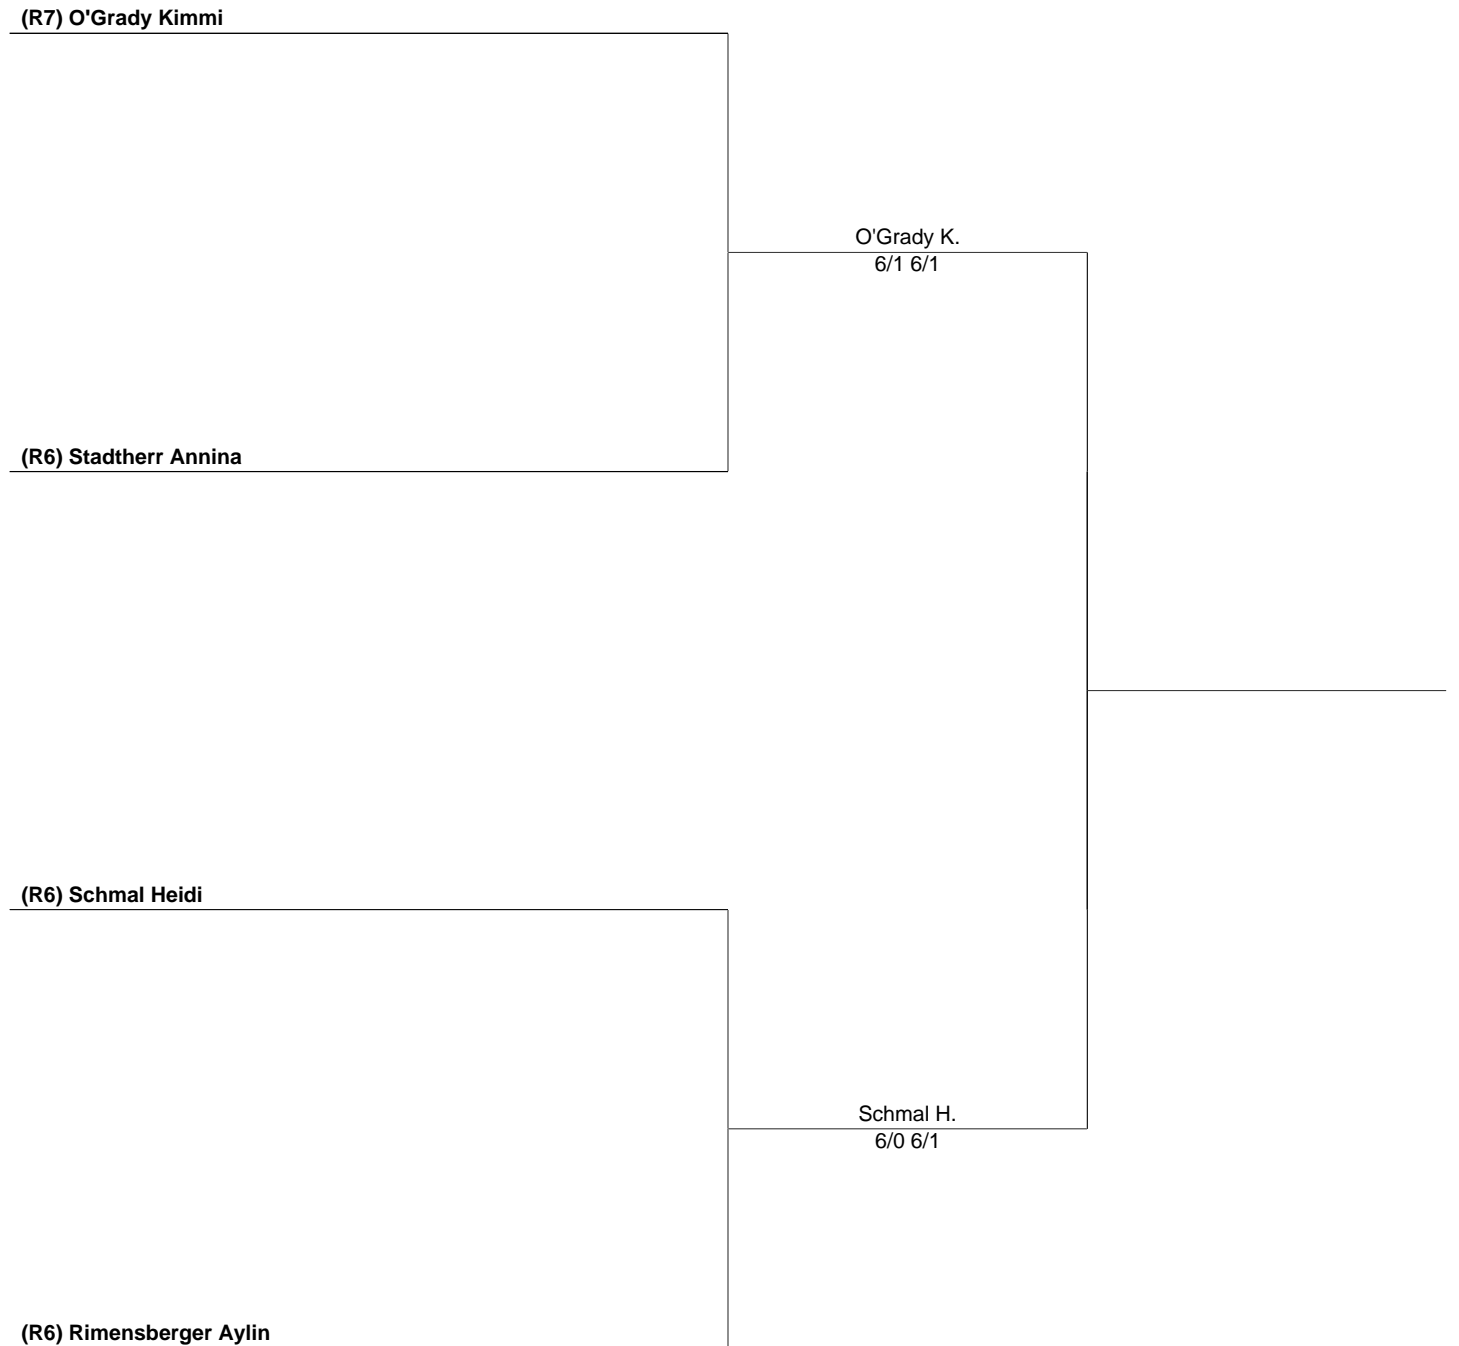 (R7) O'Grady Kimmi
O'Grady K.
6/1 6/1
(R6) Stadtherr Annina
(R6) Schmal Heidi
Schmal H.
6/0 6/1
(R6) Rimensberger Aylin